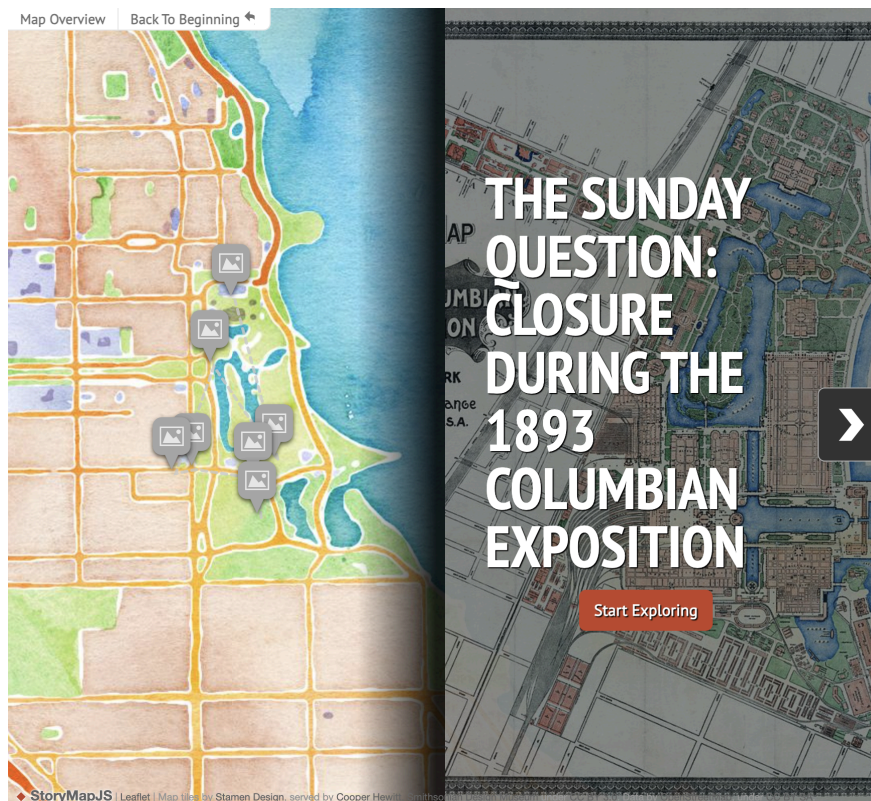 Map Overview
Back To Beginning
THE SUNDAY
QUESTION:
CLOSURE
DURING THE
1893
COLUMBIAN
EXPOSITION
Start Exploring
StoryMapJS | Leaflet | Map tiles by Stamen Design, served by Cooper Hewitt